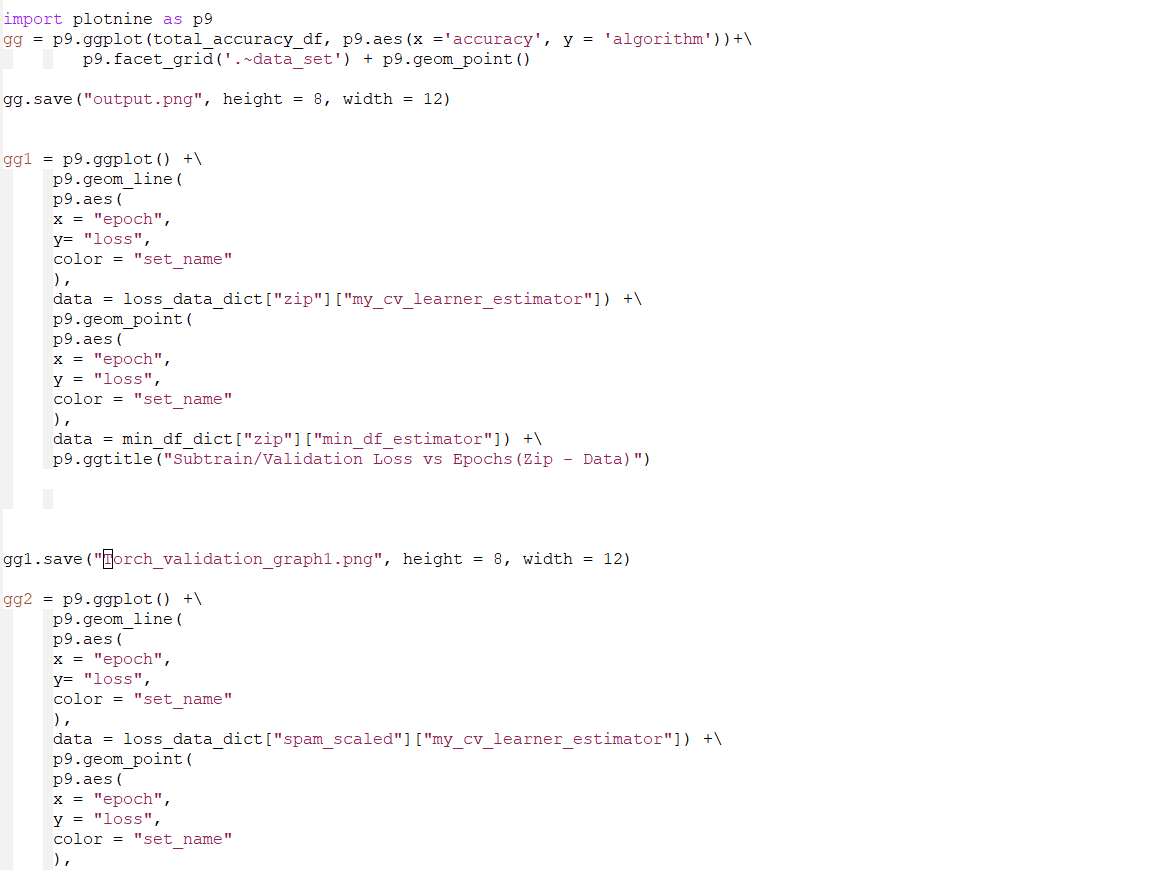 import plotnine as p9
gg = p9.ggplot(total_accuracy_df, p9.aes(x ='accuracy', y = 'algorithm'))+\
        p9.facet_grid('.~data_set') + p9.geom_point()

gg.save("output.png", height = 8, width = 12)


gg1 = p9.ggplot() +\
     p9.geom_line(
     p9.aes(
     x = "epoch",
     y= "loss",
     color = "set_name"
     ),
     data = loss_data_dict["zip"]["my_cv_learner_estimator"]) +\
     p9.geom_point(
     p9.aes(
     x = "epoch",
     y = "loss",
     color = "set_name"
     ),
     data = min_df_dict["zip"]["min_df_estimator"]) +\
     p9.ggtitle("Subtrain/Validation Loss vs Epochs(Zip - Data)")




gg1.save("Torch_validation_graph1.png", height = 8, width = 12)

gg2 = p9.ggplot() +\
     p9.geom_line(
     p9.aes(
     x = "epoch",
     y= "loss",
     color = "set_name"
     ),
     data = loss_data_dict["spam_scaled"]["my_cv_learner_estimator"]) +\
     p9.geom_point(
     p9.aes(
     x = "epoch",
     y = "loss",
     color = "set_name"
     ),